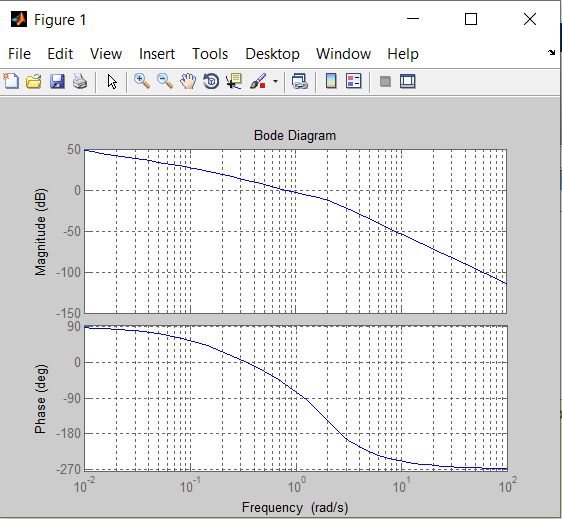 Figure 1
File Edit View Insert Tools Desktop Window Help
Bode Diagram
Magnitude (dB)
50
0
-50
-100
-150
Phase (deg)
90
0
-90
-180
-270
10^-2 10^-1 10^0 10^1 10^2
Frequency (rad/s)